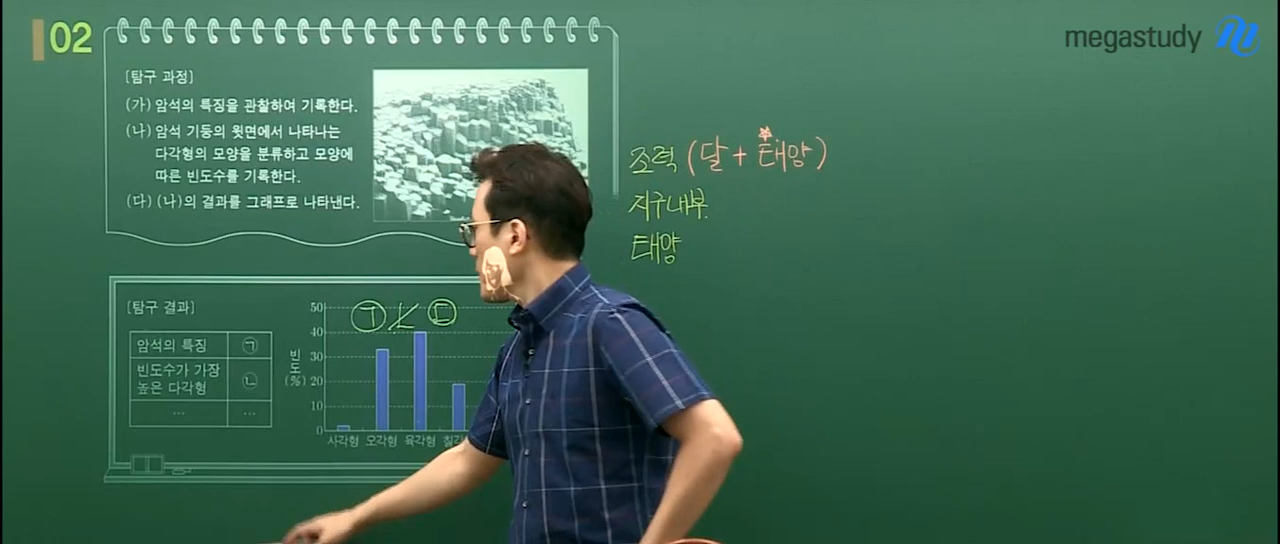 02
megastudy
[탐구 과정]
(가) 암석의 특징을 관찰하여 기록한다.
(나) 암석 기둥의 윗면에서 나타나는
다각형의 모양을 분류하고 모양에
따른 빈도수를 기록한다.
(다) (나)의 결과를 그래프로 나타낸다.
조력 (달 + 태양)
지구내부
태양
[탐구 결과]
암석의 특징 ㉠
빈도수가 가장
높은 다각형 ㉡
… …
ㄱ ㄴ ㄷ
빈도(%)
50
40
30
20
10
0
사각형 오각형 육각형 칠각